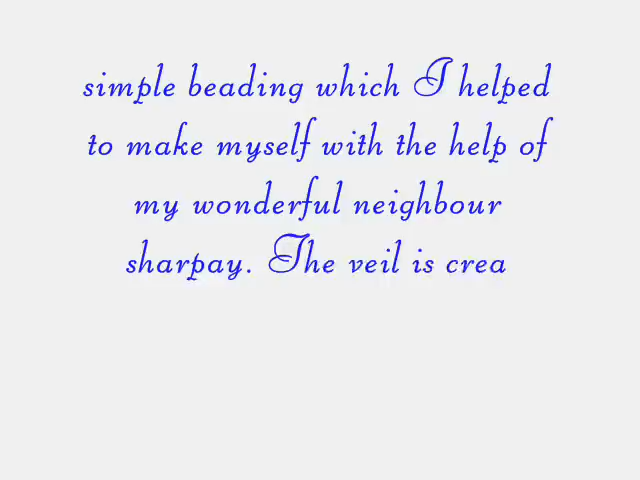 simple beading which I helped
to make myself with the help of
my wonderful neighbour
sharpay. The veil is crea